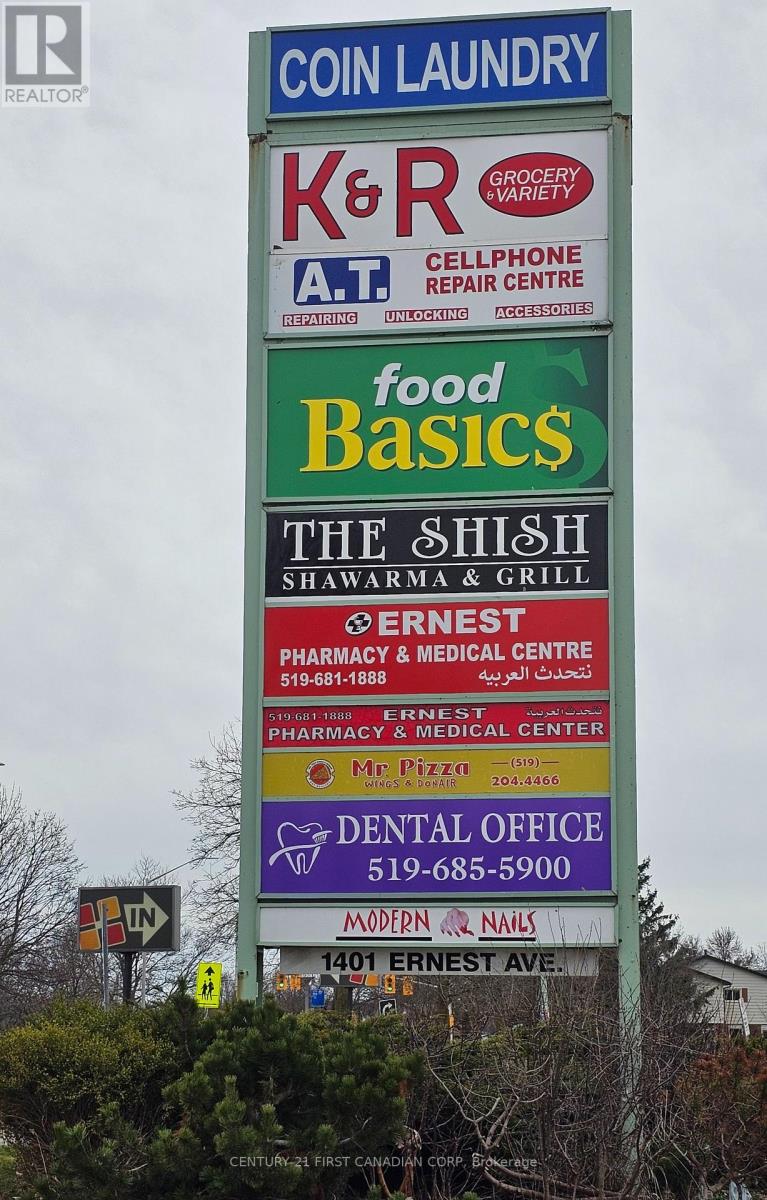 REALTOR®
COIN LAUNDRY
K&R GROCERY & VARIETY
A.T. CELLPHONE
REPAIR CENTRE
REPAIRING UNLOCKING ACCESSORIES
food
Basic$
THE SHISH
SHAWARMA & GRILL
ERNEST
PHARMACY & MEDICAL CENTRE
519-681-1888 نتحدث العربيه
519-681-1888 ERNEST نتحدث العربية
PHARMACY & MEDICAL CENTER
Mr. Pizza (519)
WINGS & DONAIR 204.4466
DENTAL OFFICE
519-685-5900
MODERN NAILS
IN
1401 ERNEST AVE.
CENTURY 21 FIRST CANADIAN CORP, Brokerage